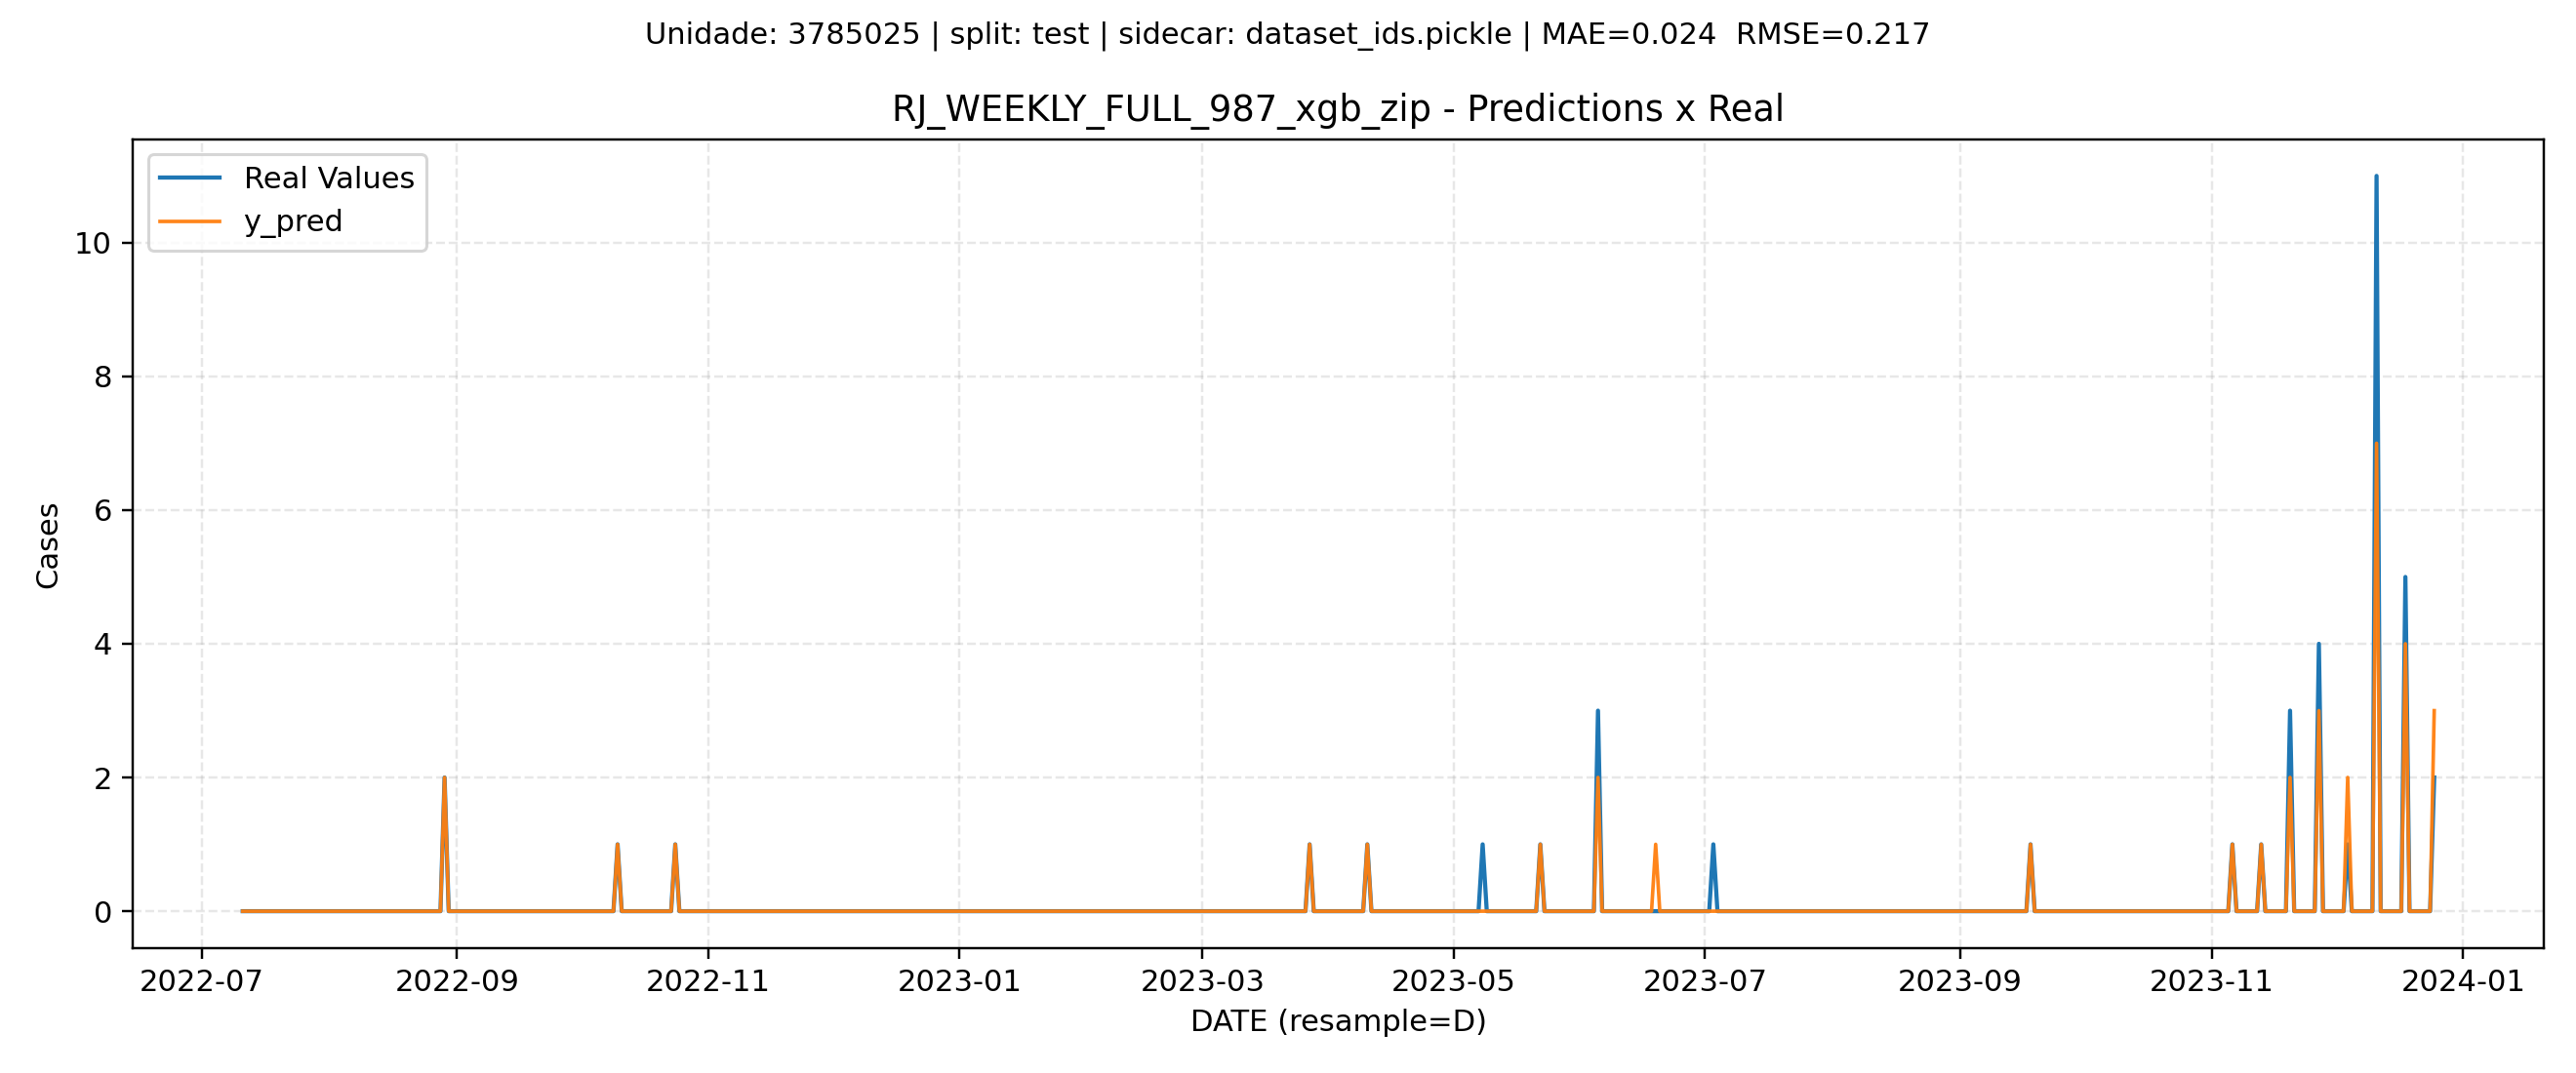 Unidade: 3785025 | split: test | sidecar: dataset_ids.pickle | MAE=0.024  RMSE=0.217
RJ_WEEKLY_FULL_987_xgb_zip - Predictions x Real
Real Values
y_pred
10
8
6
4
2
0
Cases
2022-07
2022-09
2022-11
2023-01
2023-03
2023-05
2023-07
2023-09
2023-11
2024-01
DATE (resample=D)